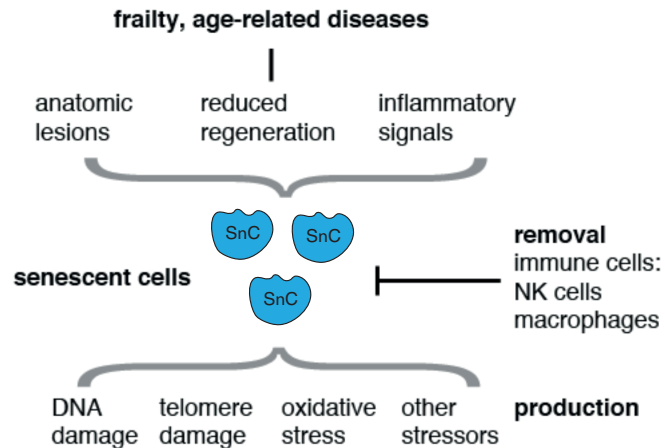 frailty, age-related diseases
anatomic
lesions
reduced
regeneration
inflammatory
signals
SnC
SnC
SnC
senescent cells
removal
immune cells:
NK cells
macrophages
DNA
damage
telomere
damage
oxidative
stress
other
stressors
production